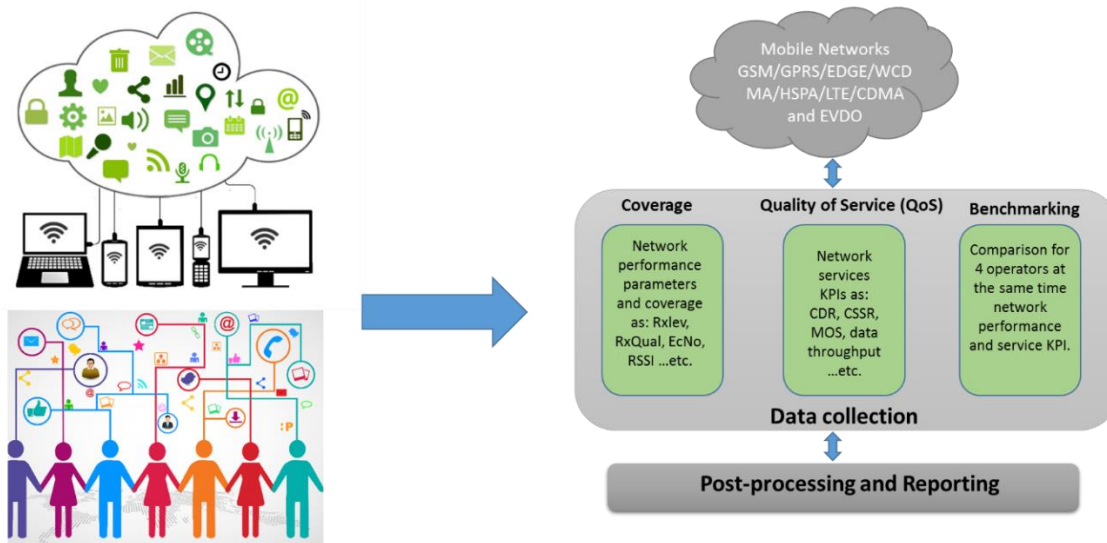 @
@
@
@
:P
Mobile Networks
GSM/GPRS/EDGE/WCD
MA/HSPA/LTE/CDMA
and EVDO
Coverage
Network
performance
parameters
and coverage
as: Rxlev,
RxQual, EcNo,
RSSI ...etc.
Quality of Service (QoS)
Network
services
KPIs as:
CDR, CSSR,
MOS, data
throughput
...etc.
Benchmarking
Comparison for
4 operators at
the same time
network
performance
and service KPI.
Data collection
Post-processing and Reporting